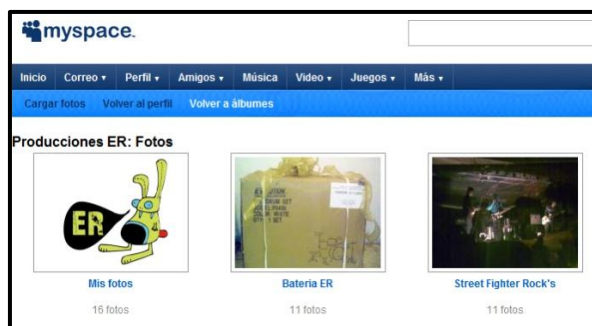 myspace.
Inicio Correo Perfil Amigos Música Video Juegos Más
Cargar fotos Volver al perfil Volver a álbumes
Producciones ER: Fotos
ER
Mis fotos Bateria ER Street Fighter Rock's
16 fotos 11 fotos 11 fotos